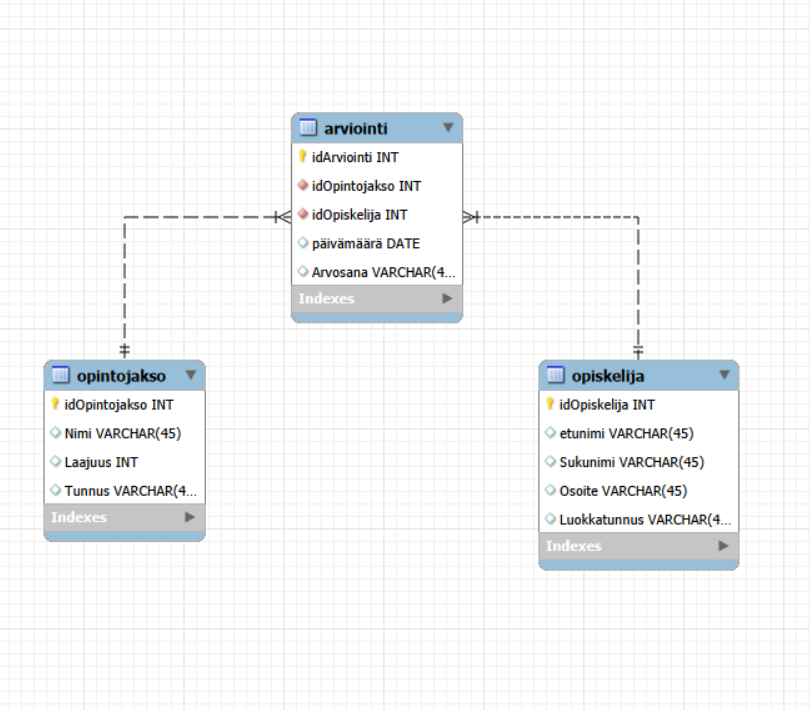 arviointi
idArviointi INT
idOpintojakso INT
idOpiskelija INT
päivämäärä DATE
Arvosana VARCHAR(4...
Indexes
opintojakso
idOpintojakso INT
Nimi VARCHAR(45)
Laajuus INT
Tunnus VARCHAR(4...
Indexes
opiskelija
idOpiskelija INT
etunimi VARCHAR(45)
Sukunimi VARCHAR(45)
Osoite VARCHAR(45)
Luokkatunnus VARCHAR(4...
Indexes